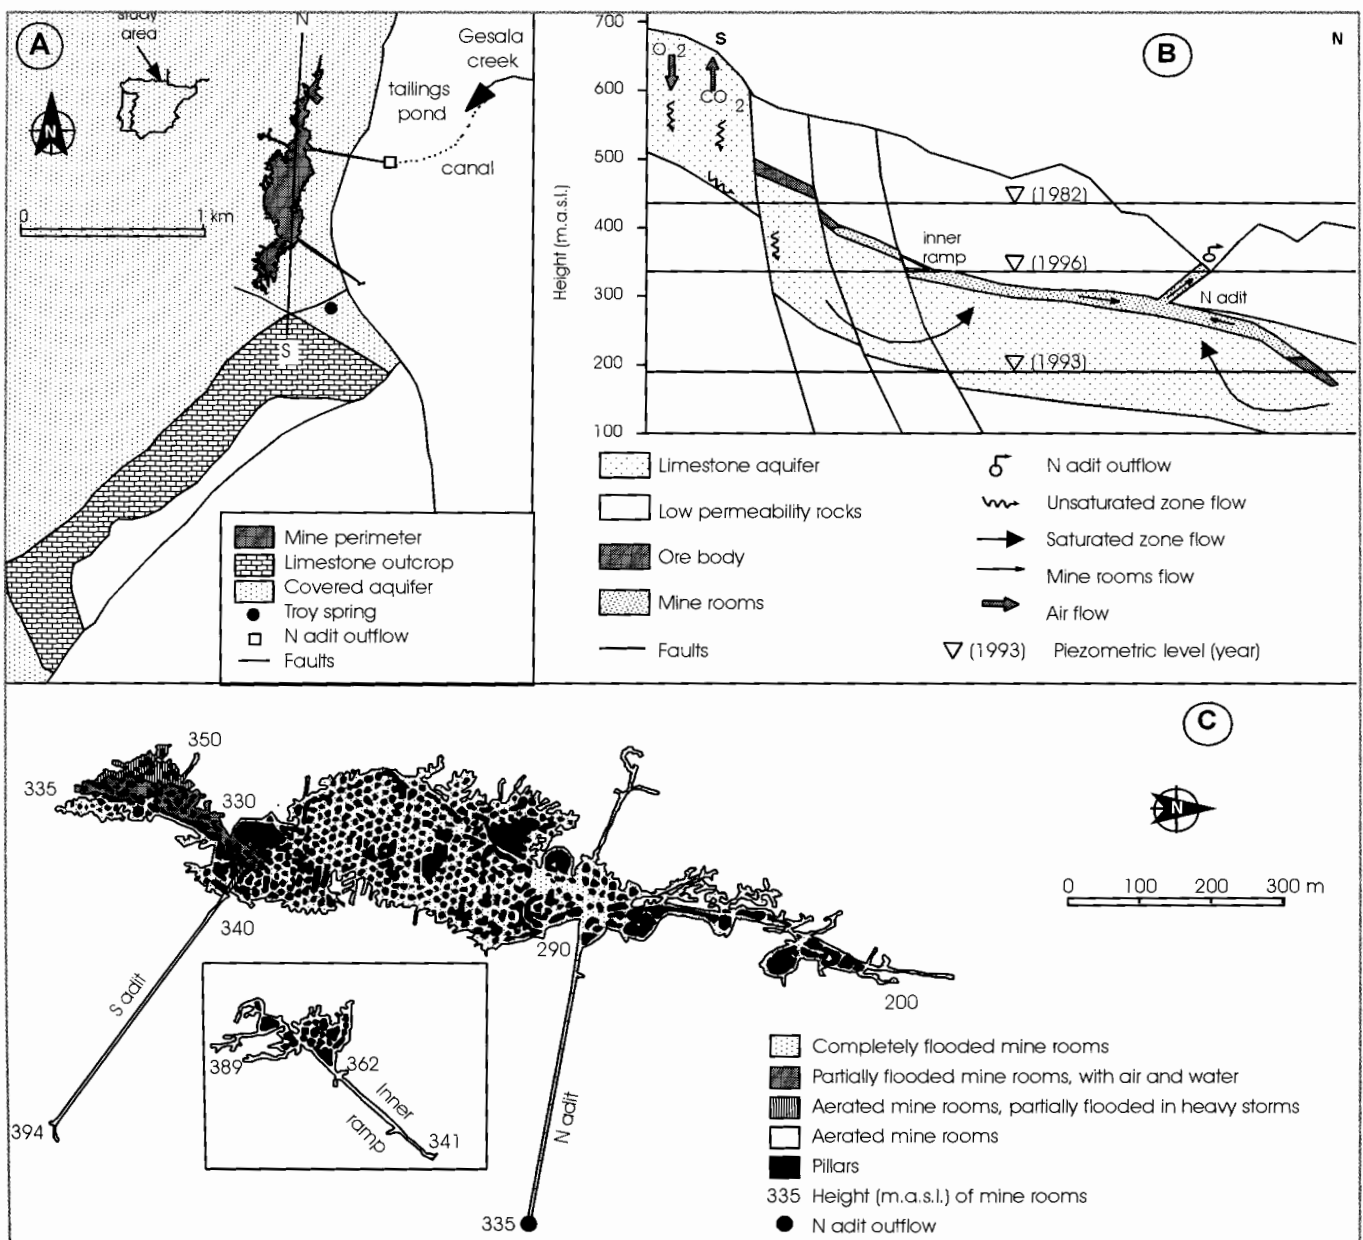 A
study
area
N
Gesala
creek
tailings
pond
canal
N
0 1 km
S
Mine perimeter
Limestone outcrop
Covered aquifer
Troy spring
N adit outflow
Faults
B
S
N
Height (m.a.s.l.)
700
600
500
400
300
200
100
O2
CO2
(1982)
inner
ramp
(1996)
N adit
(1993)
Limestone aquifer
Low permeability rocks
Ore body
Mine rooms
Faults
N adit outflow
Unsaturated zone flow
Saturated zone flow
Mine rooms flow
Air flow
(1993) Piezometric level (year)
C
350
335
330
340
290
200
S adit
394
389
362
Inner
ramp
341
N adit
335
N
0 100 200 300 m
Completely flooded mine rooms
Partially flooded mine rooms, with air and water
Aerated mine rooms, partially flooded in heavy storms
Aerated mine rooms
Pillars
335 Height (m.a.s.l.) of mine rooms
N adit outflow